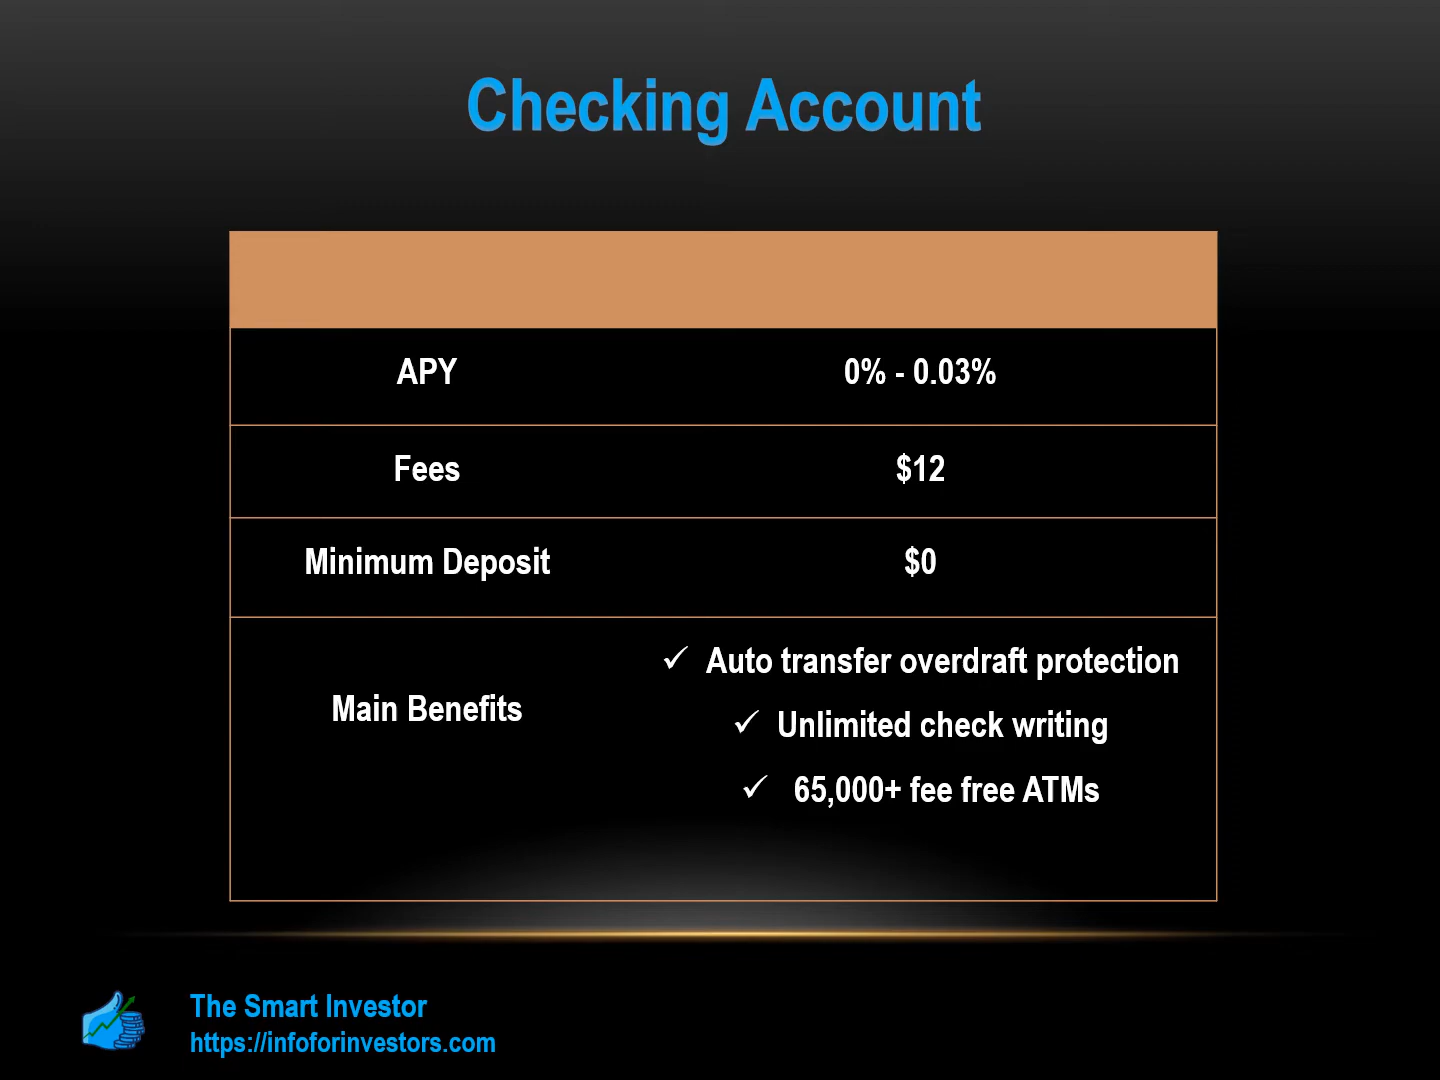 Checking Account
APY
0% - 0.03%
Fees
$12
Minimum Deposit
$0
Main Benefits
✓ Auto transfer overdraft protection
✓ Unlimited check writing
✓ 65,000+ fee free ATMs
The Smart Investor
https://infoforinvestors.com